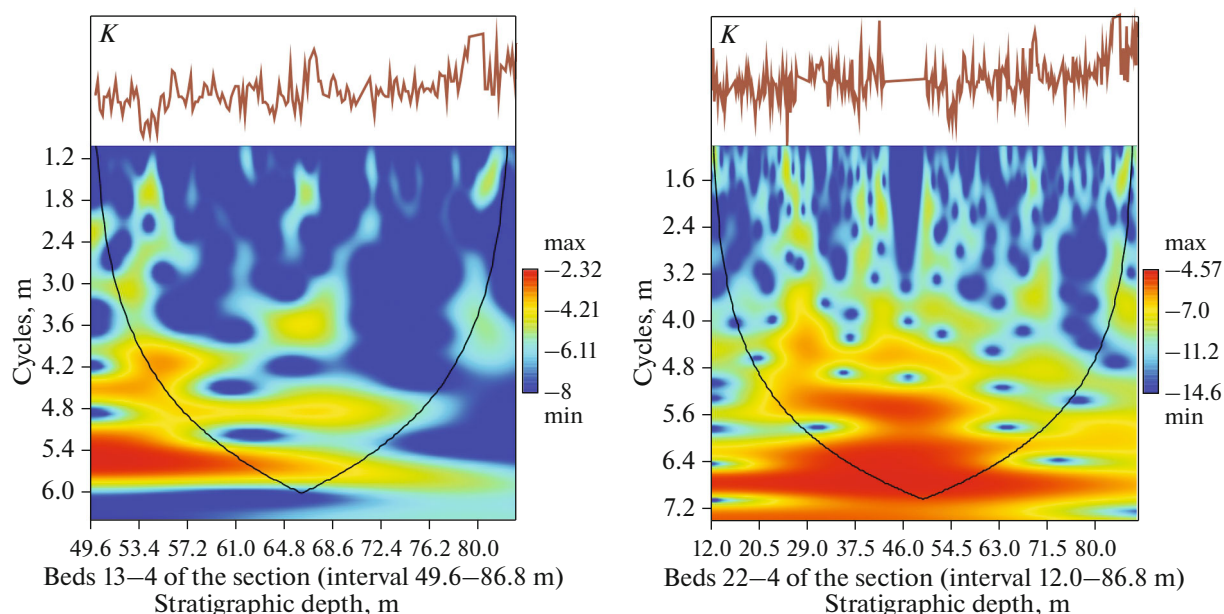 K
1.2
1.8
2.4
3.0
3.6
4.2
4.8
5.4
6.0
Cycles, m
49.6 53.4 57.2 61.0 64.8 68.6 72.4 76.2 80.0
Beds 13–4 of the section (interval 49.6–86.8 m)
Stratigraphic depth, m
max
–2.32
–4.21
–6.11
–8
min
K
1.6
2.4
3.2
4.0
4.8
5.6
6.4
7.2
Cycles, m
12.0 20.5 29.0 37.5 46.0 54.5 63.0 71.5 80.0
Beds 22–4 of the section (interval 12.0–86.8 m)
Stratigraphic depth, m
max
–4.57
–7.0
–11.2
–14.6
min